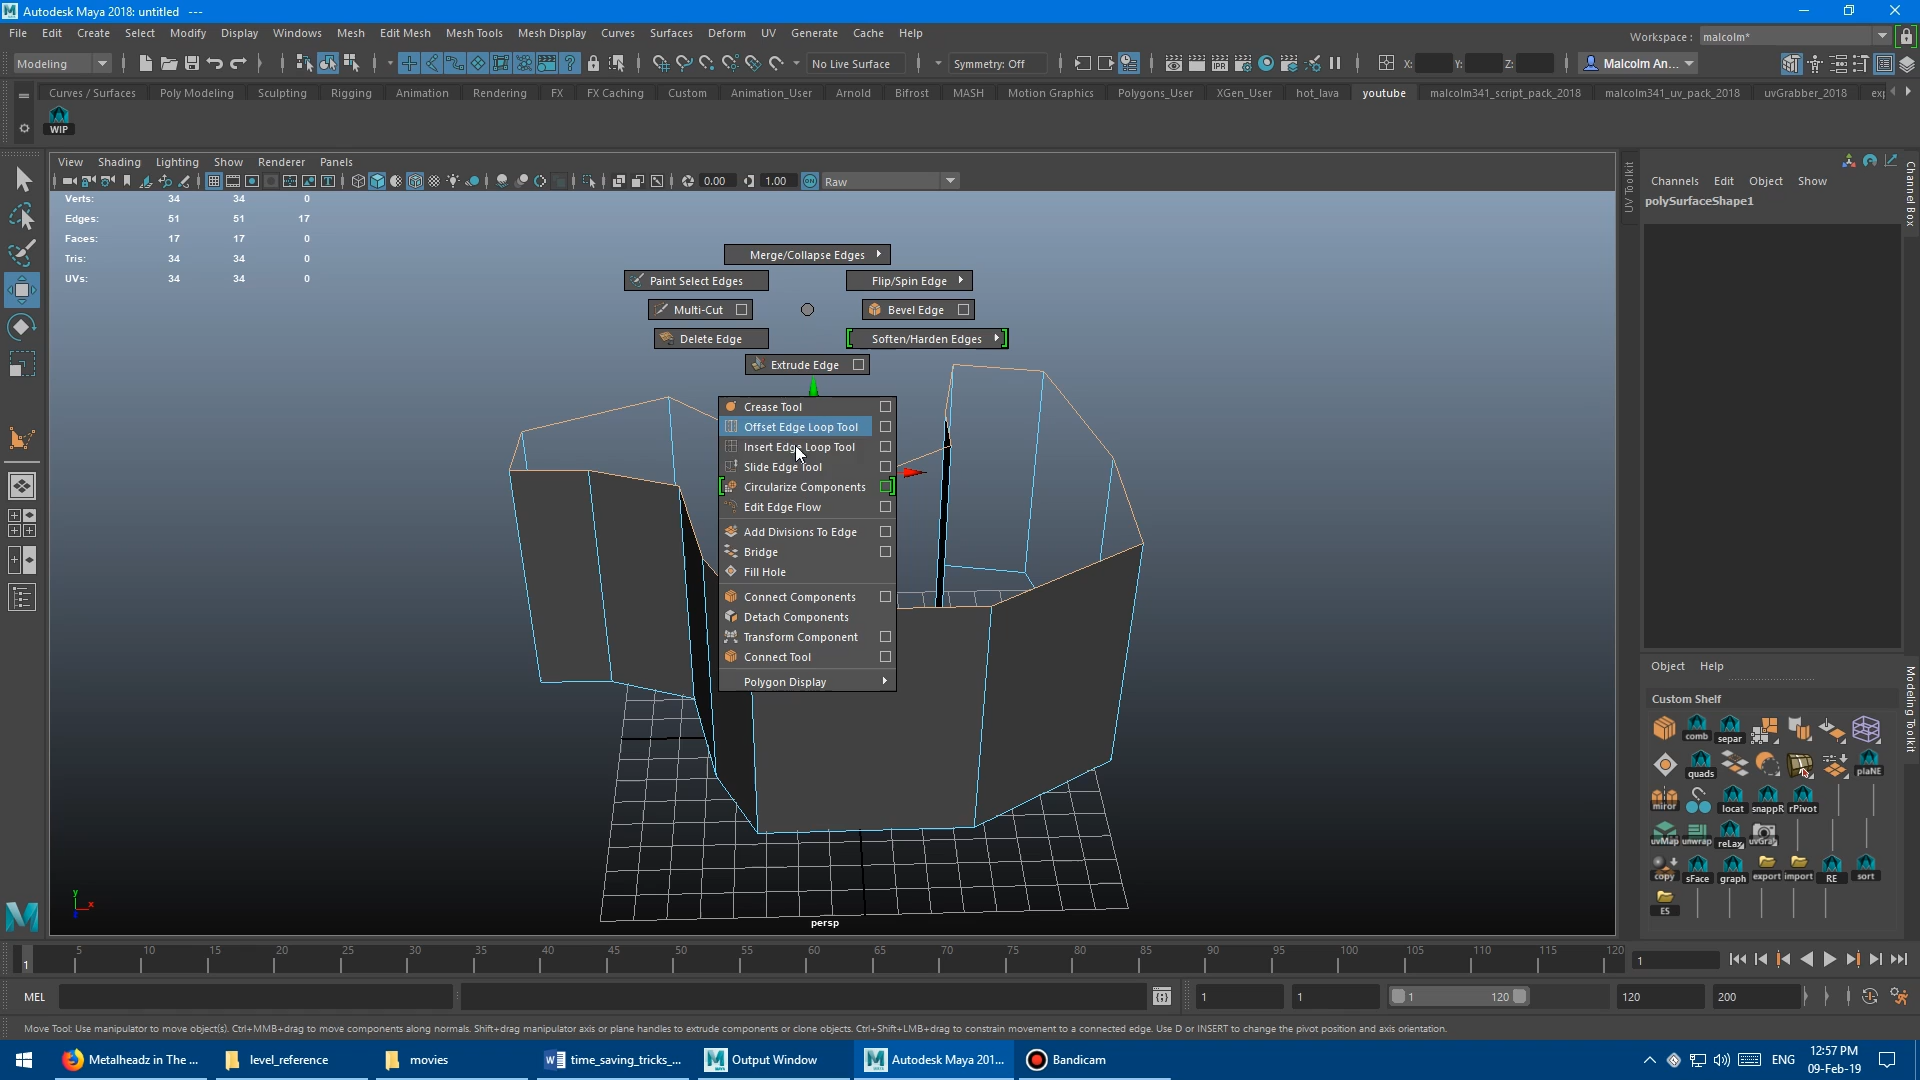 Autodesk Maya 2018: untitled ---
File Edit Create Select Modify Display Windows Mesh Edit Mesh Mesh Tools Mesh Display Curves Surfaces Deform UV Generate Cache Help
Workspace : malcolm*
Modeling
No Live Surface
Symmetry: Off
IPR
X: Y: Z:
Malcolm An...
Curves / Surfaces Poly Modeling Sculpting Rigging Animation Rendering FX FX Caching Custom Animation_User Arnold Bifrost MASH Motion Graphics Polygons_User XGen_User hot_lava youtube malcolm341_script_pack_2018 malcolm341_uv_pack_2018 uvGrabber_2018 exp
WIP
View Shading Lighting Show Renderer Panels
0.00 1.00 ON Raw
Verts: 34 34 0
Edges: 51 51 17
Faces: 17 17 0
Tris: 34 34 0
UVs: 34 34 0
Merge/Collapse Edges
Paint Select Edges
Flip/Spin Edge
Multi-Cut
Bevel Edge
Delete Edge
Soften/Harden Edges
Extrude Edge
Crease Tool
Offset Edge Loop Tool
Insert Edge Loop Tool
Slide Edge Tool
Circularize Components
Edit Edge Flow
Add Divisions To Edge
Bridge
Fill Hole
Connect Components
Detach Components
Transform Component
Connect Tool
Polygon Display
y
x
persp
UV Toolkit
Channels Edit Object Show
polySurfaceShape1
Channel Box
Object Help
Custom Shelf
Modeling Toolkit
comb separ
quads plaNE
miror locat snappR rPivot
uvMap unwrap reLax uvGra
copy sFace graph export import RE sort
ES
1 5 10 15 20 25 30 35 40 45 50 55 60 65 70 75 80 85 90 95 100 105 110 115 120 1
MEL
1 1 1 120 120 200
Move Tool: Use manipulator to move object(s). Ctrl+MMB+drag to move components along normals. Shift+drag manipulator axis or plane handles to extrude components or clone objects. Ctrl+Shift+LMB+drag to constrain movement to a connected edge. Use D or INSERT to change the pivot position and axis orientation.
Metalheadz in The ... level_reference movies time_saving_tricks_... Output Window Autodesk Maya 201... Bandicam
ENG
12:57 PM
09-Feb-19